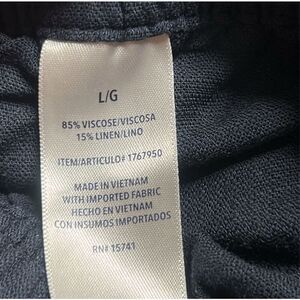 L/G
85% VISCOSE/VISCOSA
15% LINEN/LINO
ITEM/ARTICULO# 1767950
MADE IN VIETNAM
WITH IMPORTED FABRIC
HECHO EN VIETNAM
CON INSUMOS IMPORTADOS
RN# 15741